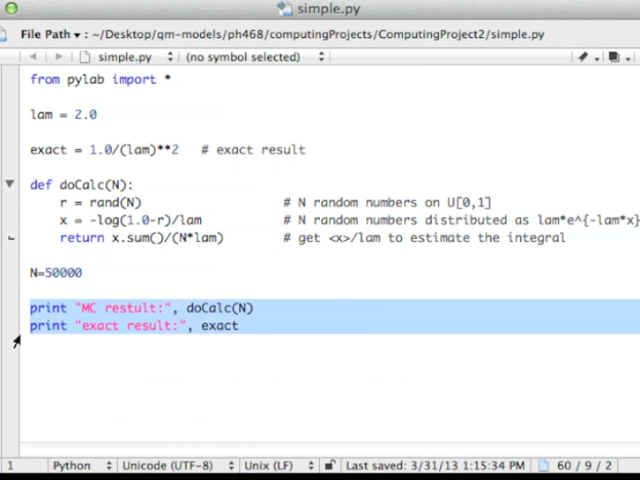 simple.py
File Path ▾ : ~/Desktop/qm-models/ph468/computingProjects/ComputingProject2/simple.py
simple.py (no symbol selected)
from pylab import *
lam = 2.0
exact = 1.0/(lam)**2 # exact result
def doCalc(N):
r = rand(N) # N random numbers on U[0,1]
x = -log(1.0-r)/lam # N random numbers distributed as lam*e^{-lam*x}
return x.sum()/(N*lam) # get <x>/lam to estimate the integral
N=50000
print "MC restult:", doCalc(N)
print "exact result:", exact
1 Python Unicode (UTF-8) Unix (LF) Last saved: 3/31/13 1:15:34 PM 60 / 9 / 2